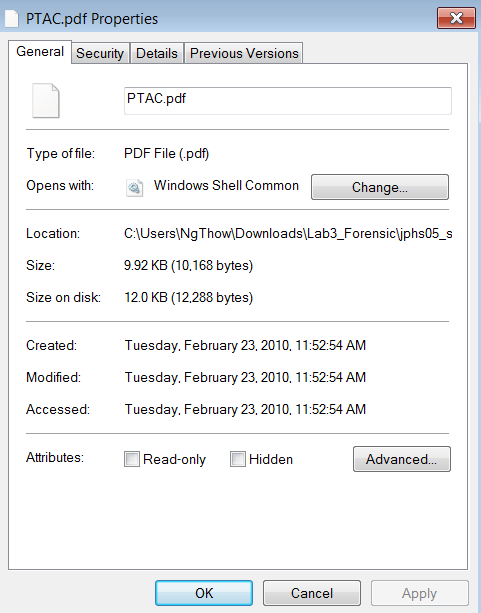 PTAC.pdf Properties
General Security Details Previous Versions
PTAC.pdf
Type of file: PDF File (.pdf)
Opens with: Windows Shell Common Change...
Location: C:\Users\NgThow\Downloads\Lab3_Forensic\jphs05_s
Size: 9.92 KB (10,168 bytes)
Size on disk: 12.0 KB (12,288 bytes)
Created: Tuesday, February 23, 2010, 11:52:54 AM
Modified: Tuesday, February 23, 2010, 11:52:54 AM
Accessed: Tuesday, February 23, 2010, 11:52:54 AM
Attributes: Read-only Hidden Advanced...
OK Cancel Apply